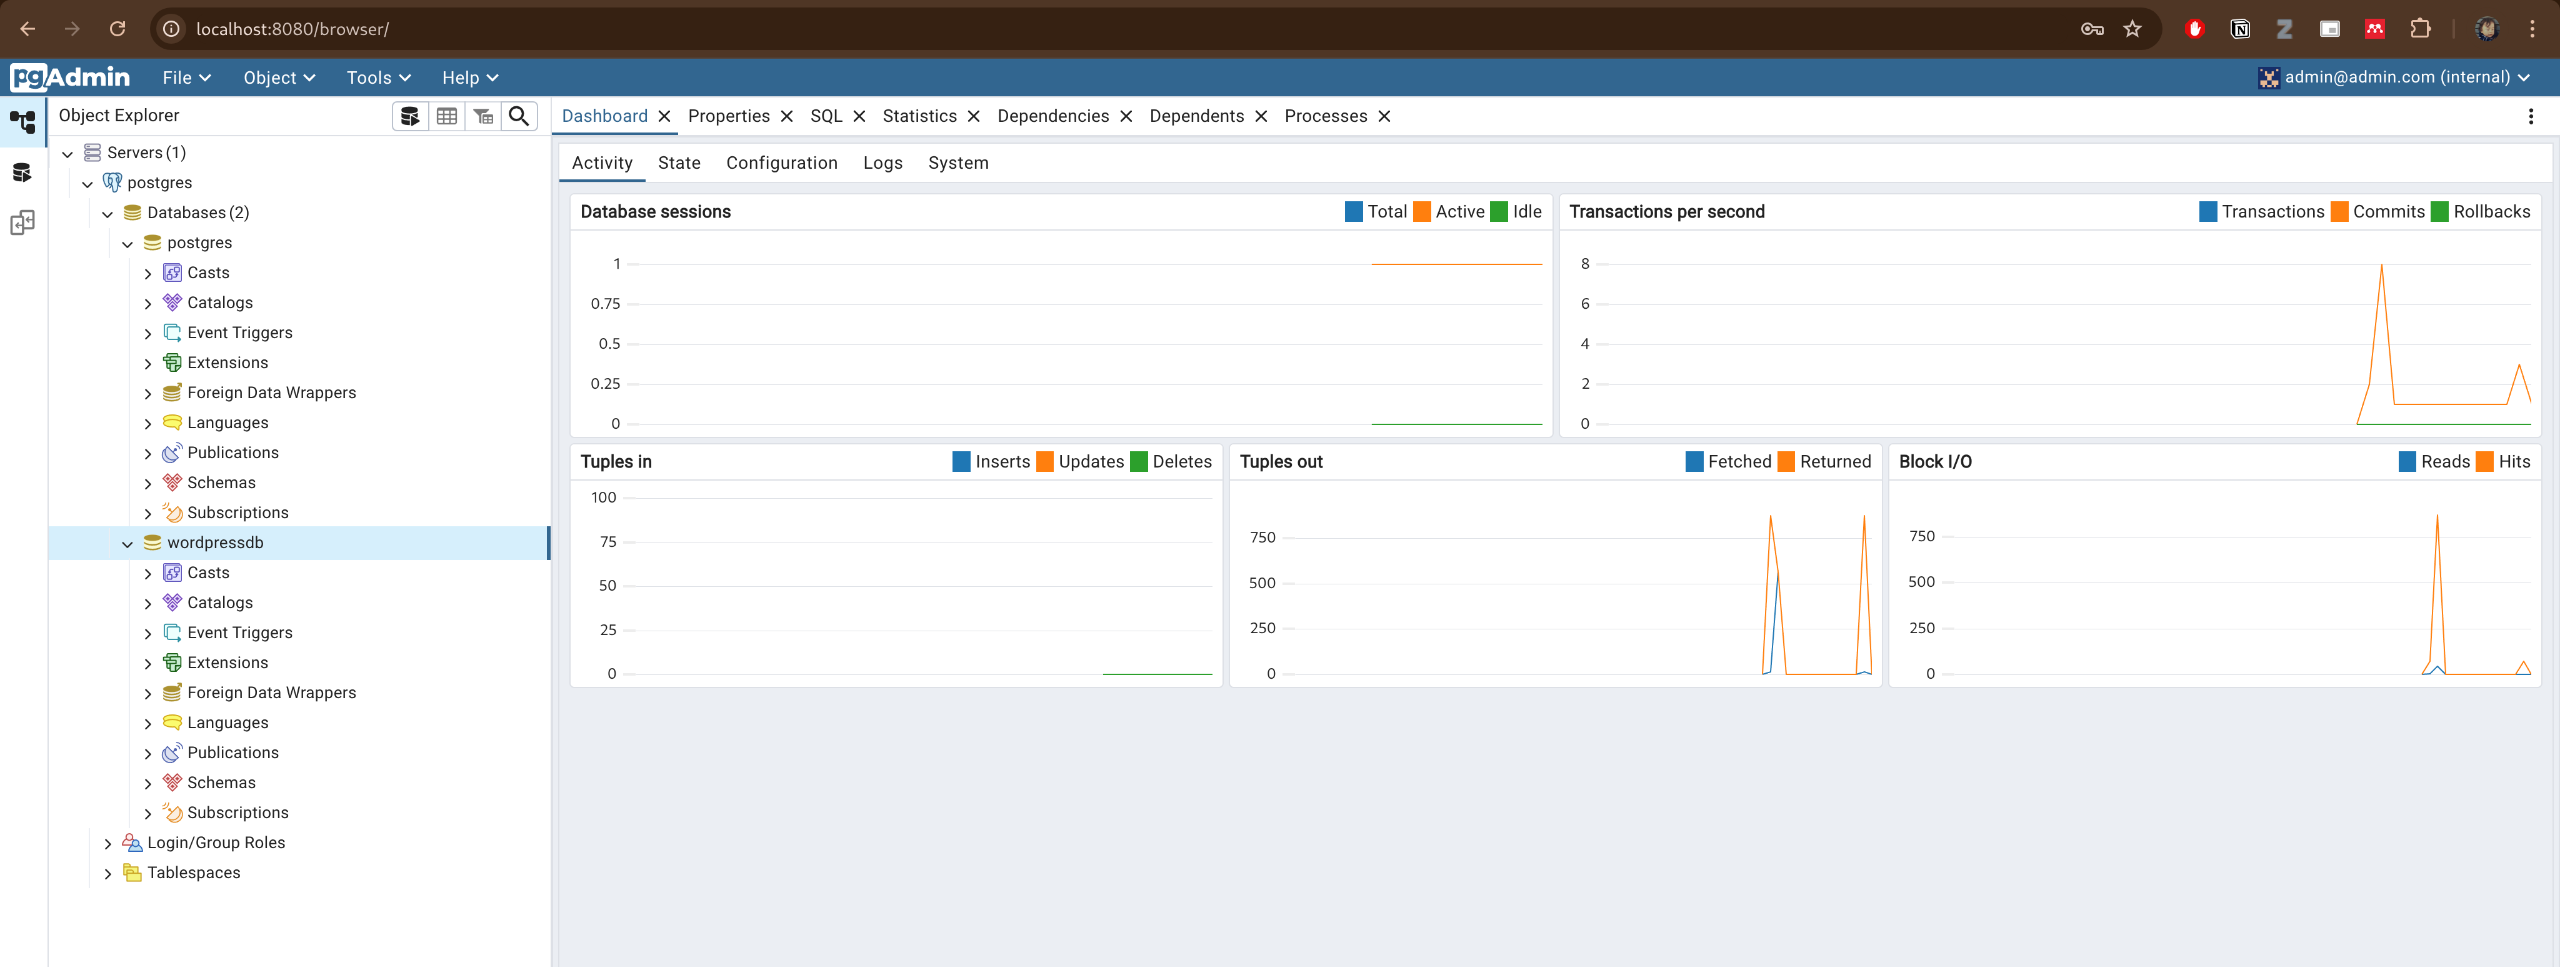 localhost:8080/browser/
pgAdmin File Object Tools Help admin@admin.com (internal)
Object Explorer
Servers (1)
postgres
Databases (2)
postgres
Casts
Catalogs
Event Triggers
Extensions
Foreign Data Wrappers
Languages
Publications
Schemas
Subscriptions
wordpressdb
Casts
Catalogs
Event Triggers
Extensions
Foreign Data Wrappers
Languages
Publications
Schemas
Subscriptions
Login/Group Roles
Tablespaces
Dashboard Properties SQL Statistics Dependencies Dependents Processes
Activity State Configuration Logs System
Database sessions Total Active Idle
1
0.75
0.5
0.25
0
Transactions per second Transactions Commits Rollbacks
8
6
4
2
0
Tuples in Inserts Updates Deletes
100
75
50
25
0
Tuples out Fetched Returned
750
500
250
0
Block I/O Reads Hits
750
500
250
0